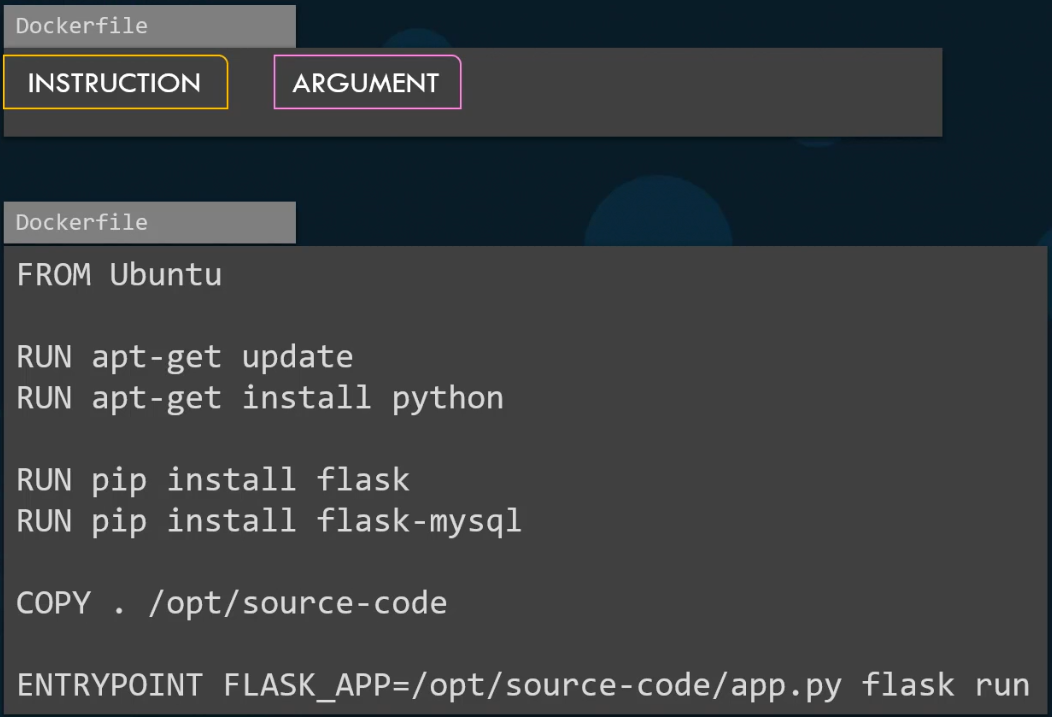 Dockerfile
INSTRUCTION ARGUMENT
Dockerfile
FROM Ubuntu
RUN apt-get update
RUN apt-get install python
RUN pip install flask
RUN pip install flask-mysql
COPY . /opt/source-code
ENTRYPOINT FLASK_APP=/opt/source-code/app.py flask run